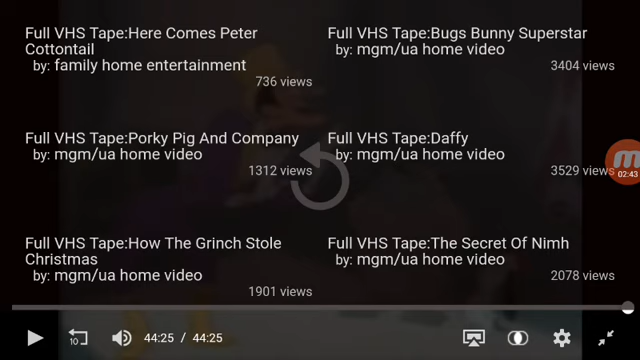 Full VHS Tape:Here Comes Peter
Cottontail
by: family home entertainment
736 views
Full VHS Tape:Bugs Bunny Superstar
by: mgm/ua home video
3404 views
Full VHS Tape:Porky Pig And Company
by: mgm/ua home video
1312 views
Full VHS Tape:Daffy
by: mgm/ua home video
3529 views
02:43
Full VHS Tape:How The Grinch Stole
Christmas
by: mgm/ua home video
1901 views
Full VHS Tape:The Secret Of Nimh
by: mgm/ua home video
2078 views
10
44:25 / 44:25